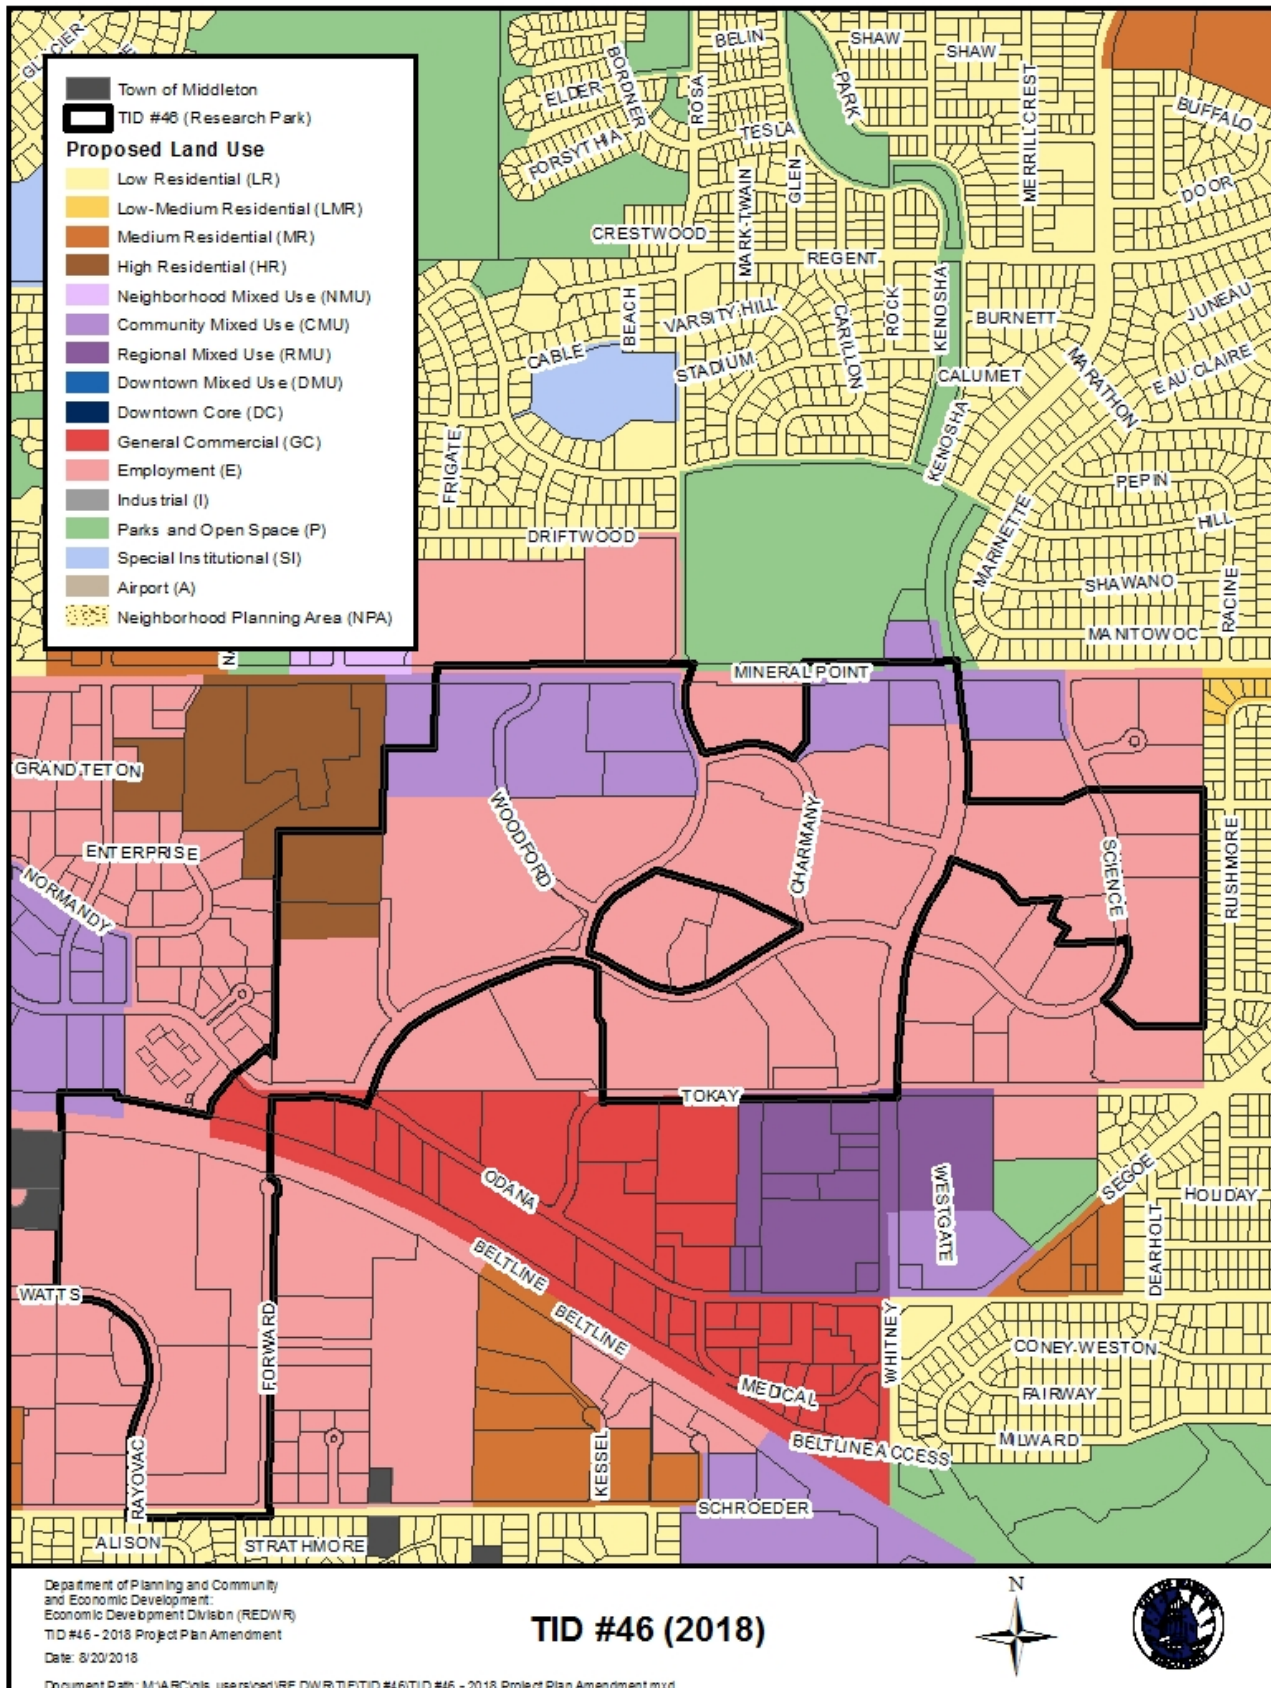 GLACIER
BELIN
SHAW
SHAW
BORDNER
ELDER
ROSA
PARK
MERRILL CREST
BUFFALO
FORSYTHIA
TESLA
GLEN
MARK-TWAIN
DOOR
CRESTWOOD
REGENT
Town of Middleton
TID #46 (Research Park)
Proposed Land Use
Low Residential (LR)
Low-Medium Residential (LMR)
Medium Residential (MR)
High Residential (HR)
Neighborhood Mixed Use (NMU)
Community Mixed Use (CMU)
Regional Mixed Use (RMU)
Downtown Mixed Use (DMU)
Downtown Core (DC)
General Commercial (GC)
Employment (E)
Industrial (I)
Parks and Open Space (P)
Special Institutional (SI)
Airport (A)
Neighborhood Planning Area (NPA)
BEACH
VARSITY HILL
CARILLON
ROCK
KENOSHA
BURNETT
JUNEAU
CABLE
STADIUM
CALUMET
MARATHON
EAU CLAIRE
FRIGATE
KENOSHA
PEPIN
HILL
DRIFTWOOD
MARINETTE
SHAWANO
RACINE
MANITOWOC
MINERAL POINT
GRAND TETON
WOODFORD
CHARMANY
ENTERPRISE
NORMANDY
SCIENCE
RUSHMORE
TOKAY
ODANA
WESTGATE
SEGOE
HOLIDAY
DEARHOLT
BELTLINE
BELTLINE
WATTS
FORWARD
WHITNEY
CONEY-WESTON
MEDICAL
FAIRWAY
MILWARD
BELTLINE ACCESS
RAYOVAC
KESSEL
SCHROEDER
ALISON
STRATHMORE
Department of Planning and Community
and Economic Development:
Economic Development Division (REDWR)
TID #46 - 2018 Project Plan Amendment
Date: 8/20/2018
TID #46 (2018)
N